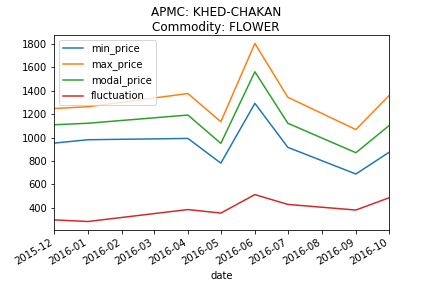 APMC: KHED-CHAKAN
Commodity: FLOWER
1800
1600
1400
1200
1000
800
600
400
min_price
max_price
modal_price
fluctuation
2015-12
2016-01
2016-02
2016-03
2016-04
2016-05
2016-06
2016-07
2016-08
2016-09
2016-10
date